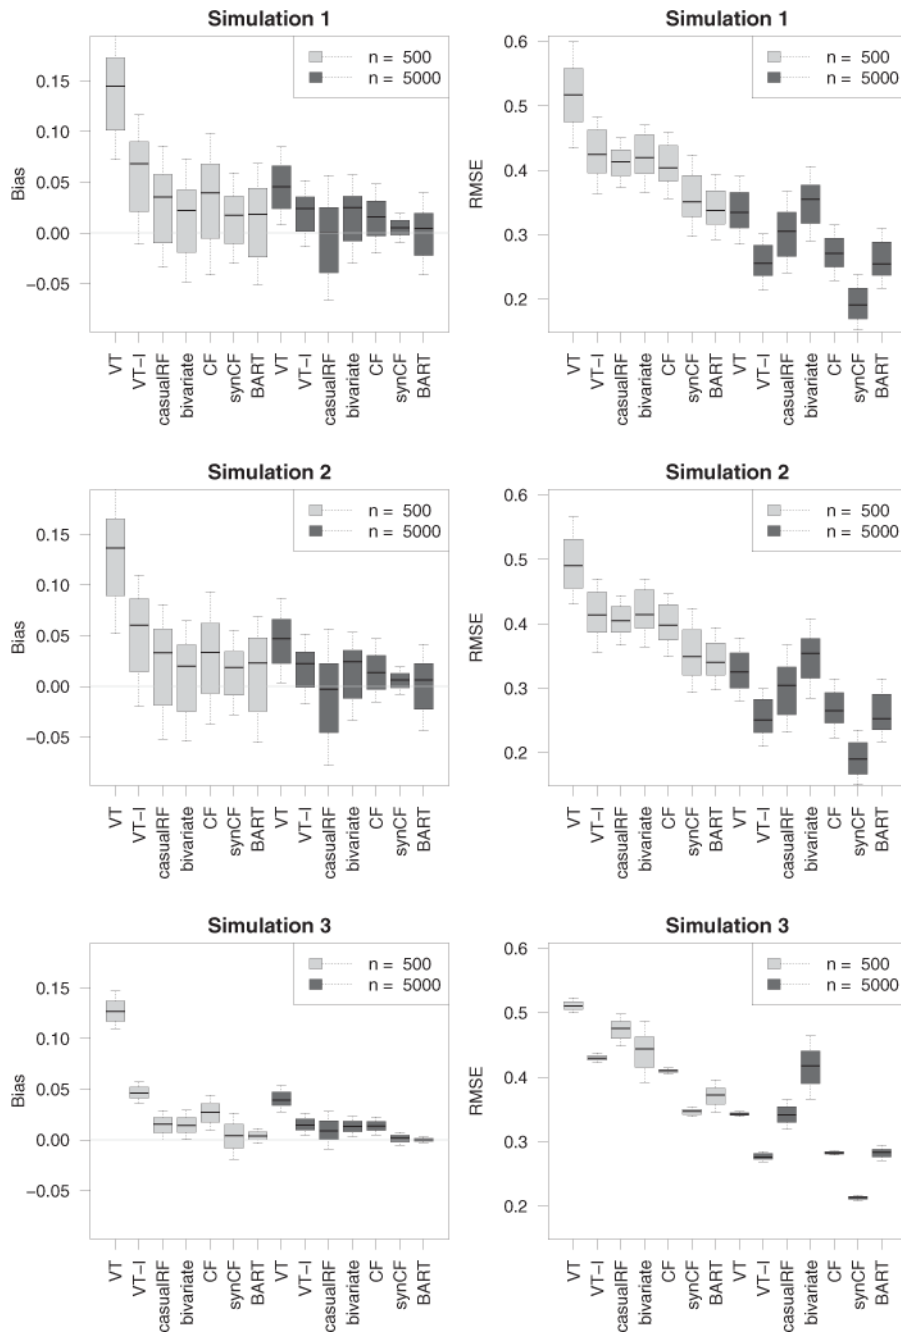 Simulation 1
Bias
0.15
0.10
0.05
0.00
−0.05
n = 500
n = 5000
VT
VT−I
casualRF
bivariate
CF
synCF
BART
VT
VT−I
casualRF
bivariate
CF
synCF
BART
Simulation 1
RMSE
0.6
0.5
0.4
0.3
0.2
n = 500
n = 5000
VT
VT−I
casualRF
bivariate
CF
synCF
BART
VT
VT−I
casualRF
bivariate
CF
synCF
BART
Simulation 2
Bias
0.15
0.10
0.05
0.00
−0.05
n = 500
n = 5000
VT
VT−I
casualRF
bivariate
CF
synCF
BART
VT
VT−I
casualRF
bivariate
CF
synCF
BART
Simulation 2
RMSE
0.6
0.5
0.4
0.3
0.2
n = 500
n = 5000
VT
VT−I
casualRF
bivariate
CF
synCF
BART
VT
VT−I
casualRF
bivariate
CF
synCF
BART
Simulation 3
Bias
0.15
0.10
0.05
0.00
−0.05
n = 500
n = 5000
VT
VT−I
casualRF
bivariate
CF
synCF
BART
VT
VT−I
casualRF
bivariate
CF
synCF
BART
Simulation 3
RMSE
0.6
0.5
0.4
0.3
0.2
n = 500
n = 5000
VT
VT−I
casualRF
bivariate
CF
synCF
BART
VT
VT−I
casualRF
bivariate
CF
synCF
BART